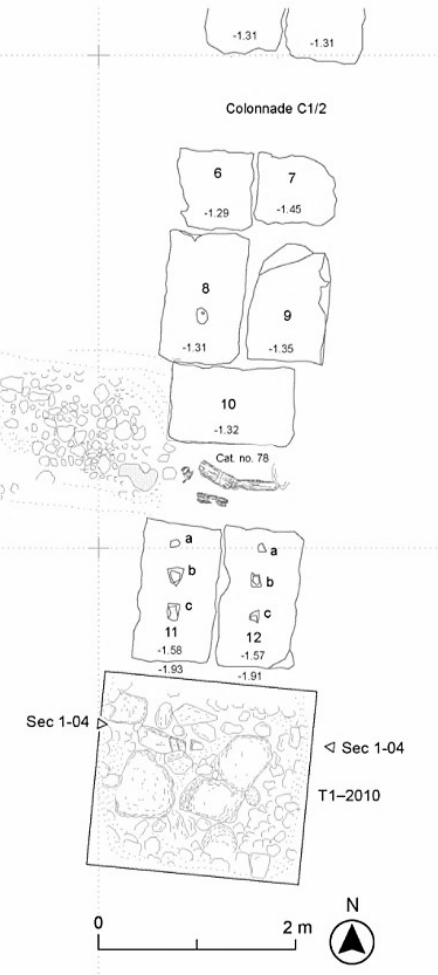 -1.31
-1.31
Colonnade C1/2
6
7
-1.29
-1.45
8
9
-1.31
-1.35
10
-1.32
Cat. no. 78
a
a
b
b
c
c
11
12
-1.58
-1.57
-1.93
-1.91
Sec 1-04
Sec 1-04
T1–2010
N
0
2 m